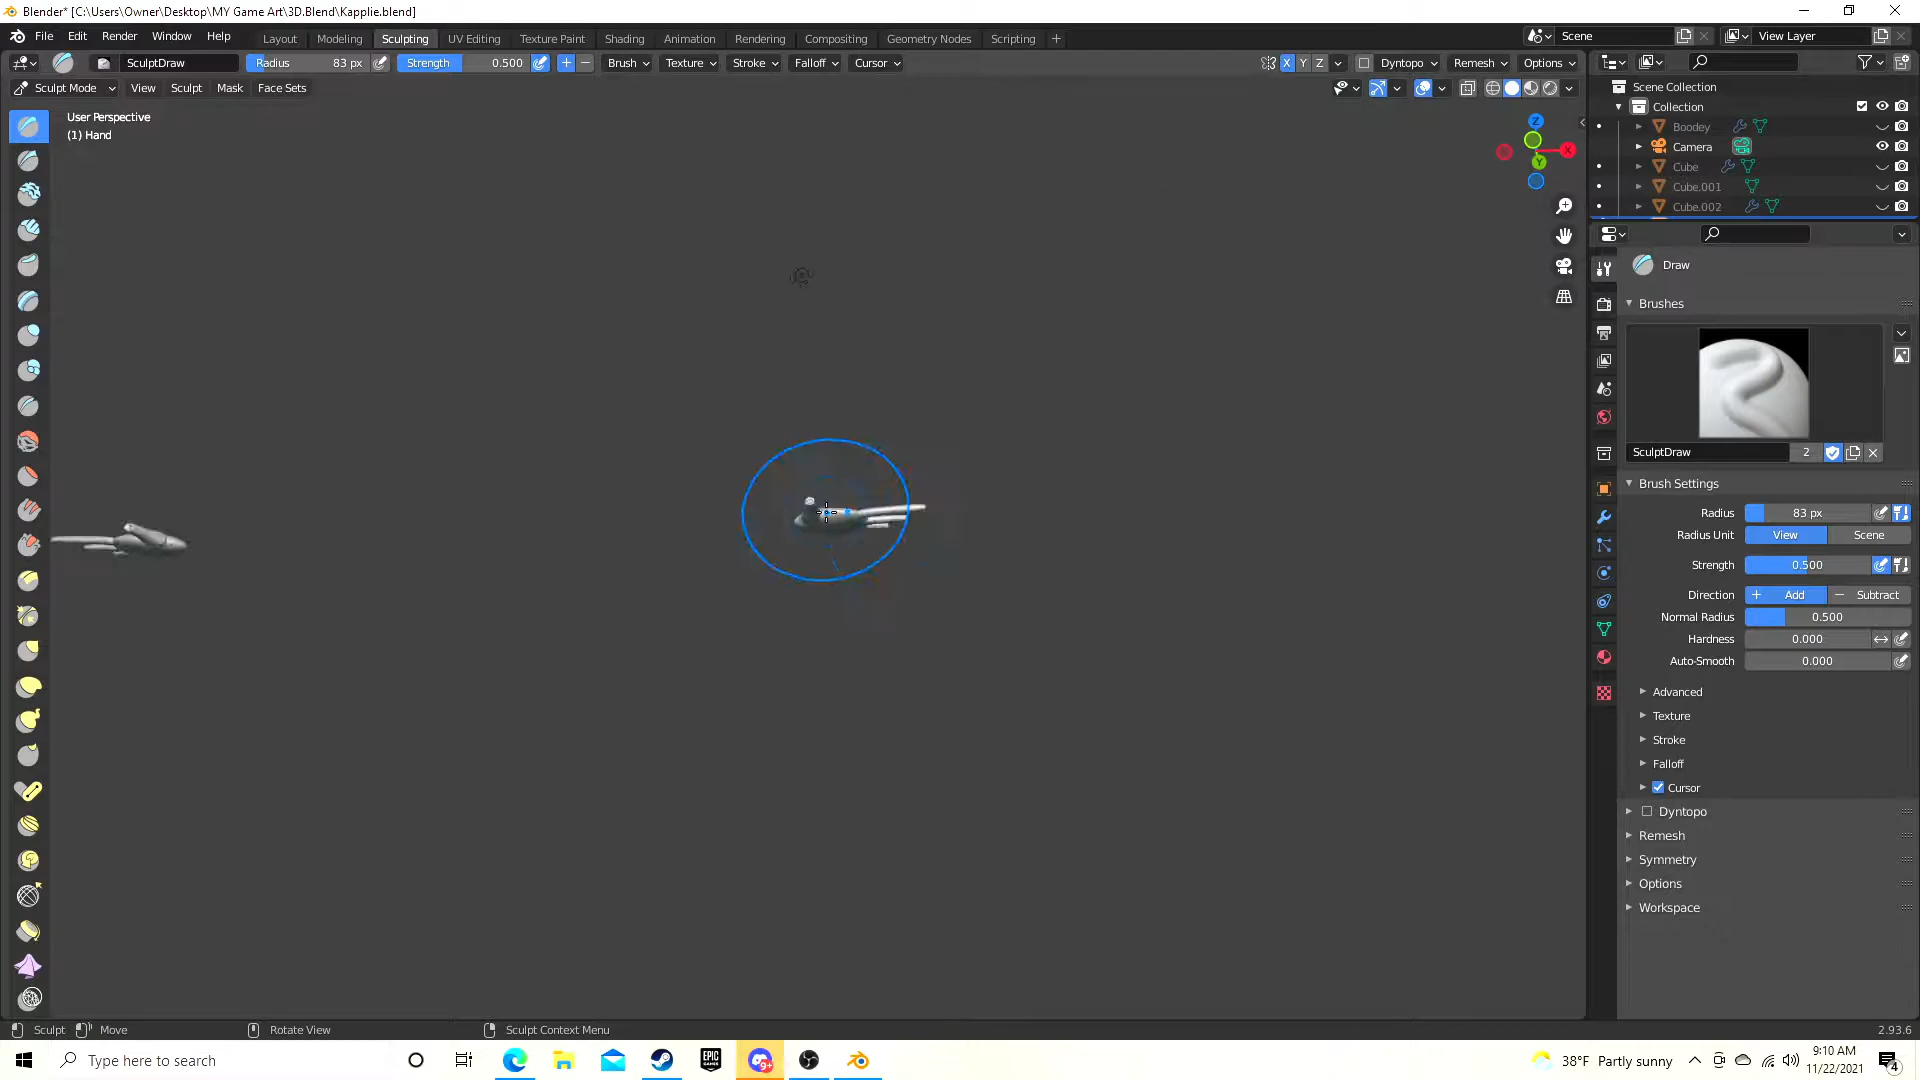 Blender* [C:\Users\Owner\Desktop\MY Game Art\3D.Blend\Kapplie.blend]
File Edit Render Window Help Layout Modeling Sculpting UV Editing Texture Paint Shading Animation Rendering Compositing Geometry Nodes Scripting + Scene View Layer
SculptDraw Radius 83 px Strength 0.500 + − Brush Texture Stroke Falloff Cursor X Y Z Dyntopo Remesh Options
Sculpt Mode View Sculpt Mask Face Sets
User Perspective
(1) Hand
Z
X
Y
Scene Collection
Collection
Boodey
Camera
Cube
Cube.001
Cube.002
Draw
Brushes
SculptDraw 2
Brush Settings
Radius 83 px
Radius Unit View Scene
Strength 0.500
Direction + Add − Subtract
Normal Radius 0.500
Hardness 0.000
Auto-Smooth 0.000
Advanced
Texture
Stroke
Falloff
Cursor
Dyntopo
Remesh
Symmetry
Options
Workspace
Sculpt Move Rotate View Sculpt Context Menu 2.93.6
Type here to search
EPIC GAMES
9+
38°F Partly sunny
9:10 AM
11/22/2021
4